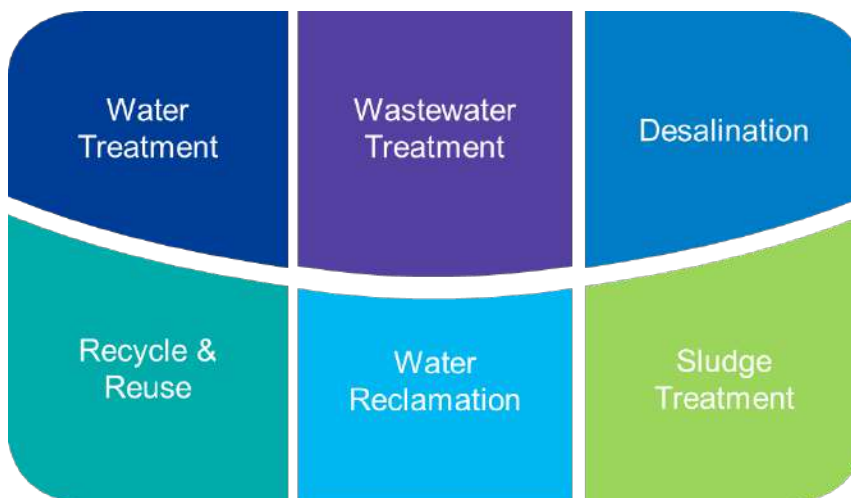 Water
Treatment
Wastewater
Treatment
Desalination
Recycle &
Reuse
Water
Reclamation
Sludge
Treatment